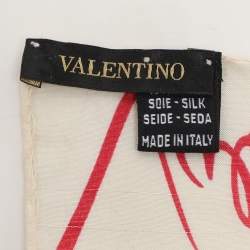 VALENTINO
SOIE - SILK
SEIDE - SEDA
MADE IN ITALY